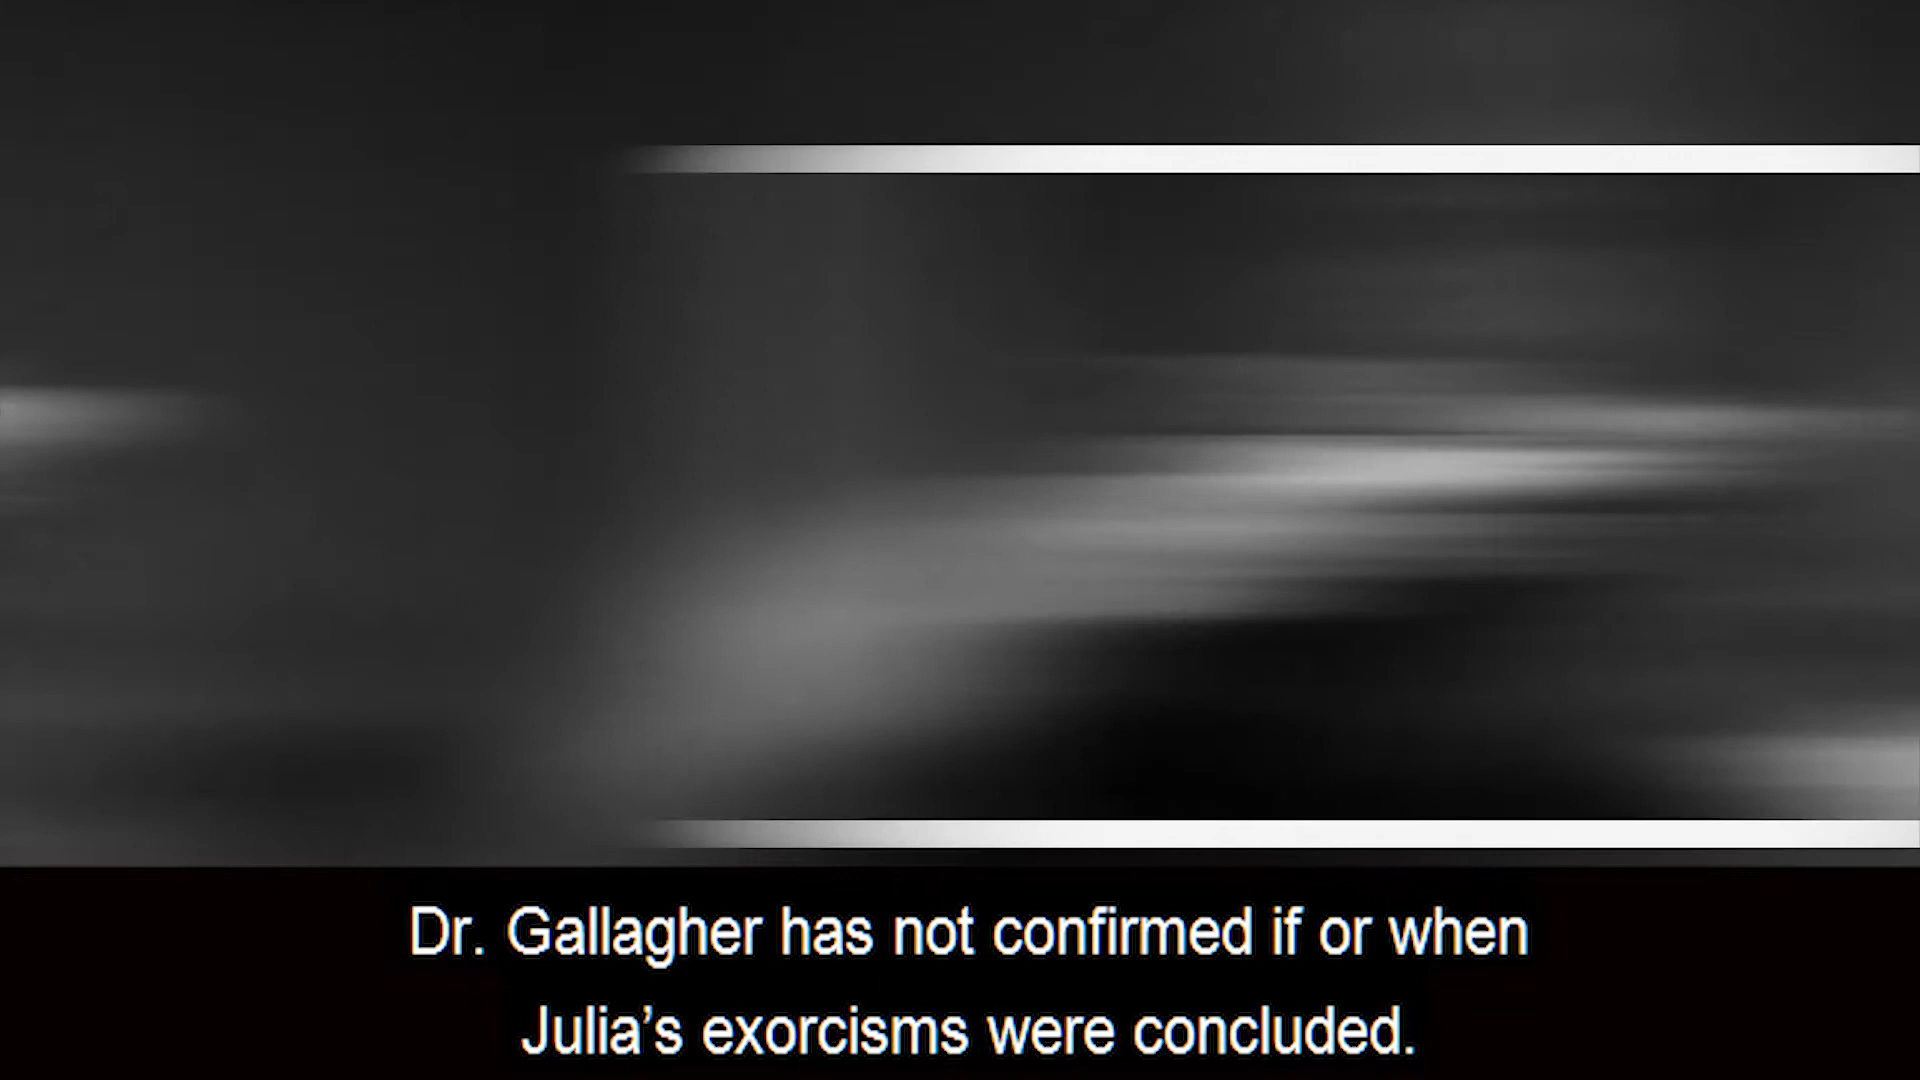 Dr. Gallagher has not confirmed if or when
Julia’s exorcisms were concluded.